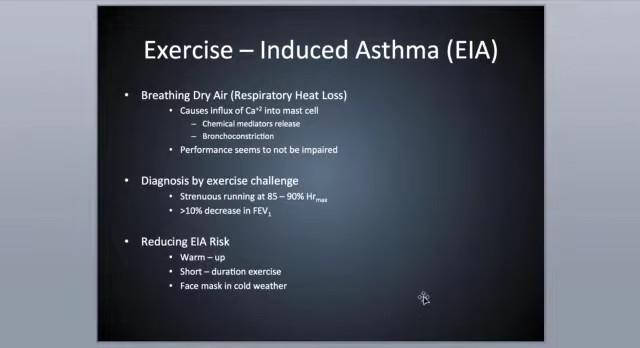 Exercise – Induced Asthma (EIA)
• Breathing Dry Air (Respiratory Heat Loss)
• Causes influx of Ca+2 into mast cell
– Chemical mediators release
– Bronchoconstriction
• Performance seems to not be impaired
• Diagnosis by exercise challenge
• Strenuous running at 85 – 90% Hrmax
• >10% decrease in FEV1
• Reducing EIA Risk
• Warm – up
• Short – duration exercise
• Face mask in cold weather